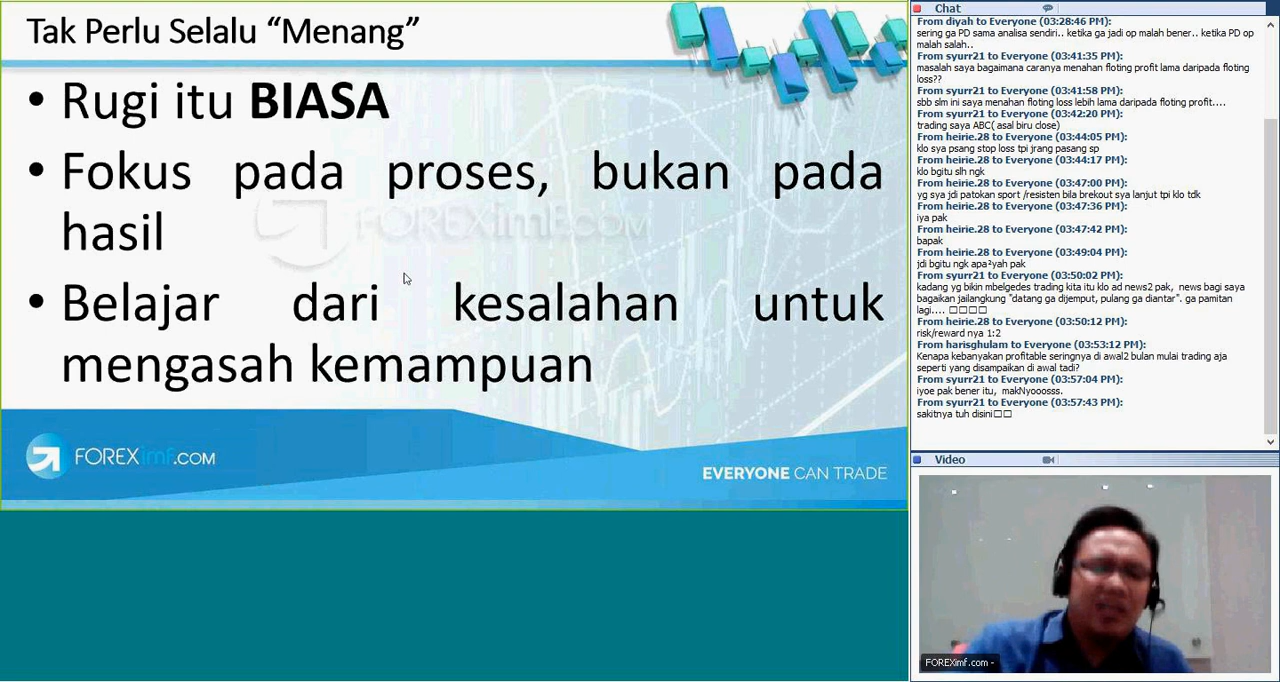 Tak Perlu Selalu “Menang”
• Rugi itu BIASA
• Fokus pada proses, bukan pada
hasil
FOREXimF.COM
• Belajar dari kesalahan untuk
mengasah kemampuan
FOREXimF.COM
EVERYONE CAN TRADE
Chat
From diyah to Everyone (03:28:46 PM):
sering ga PD sama analisa sendiri.. ketika ga jadi op malah bener.. ketika PD op
malah salah..
From syurr21 to Everyone (03:41:35 PM):
masalah saya bagaimana caranya menahan floting profit lama daripada floting
loss??
From syurr21 to Everyone (03:41:58 PM):
sbb slm ini saya menahan floting loss lebih lama daripada floting profit....
From syurr21 to Everyone (03:42:20 PM):
trading saya ABC( asal biru close)
From heirie.28 to Everyone (03:44:05 PM):
klo sya psang stop loss tpi jrang pasang sp
From heirie.28 to Everyone (03:44:17 PM):
klo bgitu slh ngk
From heirie.28 to Everyone (03:47:00 PM):
yg sya jdi patokan sport /resisten bila brekout sya lanjut tpi klo tdk
From heirie.28 to Everyone (03:47:36 PM):
iya pak
From heirie.28 to Everyone (03:47:42 PM):
bapak
From heirie.28 to Everyone (03:49:04 PM):
jdi bgitu ngk apa²yah pak
From syurr21 to Everyone (03:50:02 PM):
kadang yg bikin mbelgedes trading kita itu klo ad news2 pak, news bagi saya
bagaikan jailangkung "datang ga dijemput, pulang ga diantar". ga pamitan
lagi.... □□□□
From heirie.28 to Everyone (03:50:12 PM):
risk/reward nya 1:2
From harisghulam to Everyone (03:53:12 PM):
Kenapa kebanyakan profitable seringnya di awal2 bulan mulai trading aja
seperti yang disampaikan di awal tadi?
From syurr21 to Everyone (03:57:04 PM):
iyoe pak bener itu, makNyooosss.
From syurr21 to Everyone (03:57:43 PM):
sakitnya tuh disini□□
Video
FOREXimF.com -